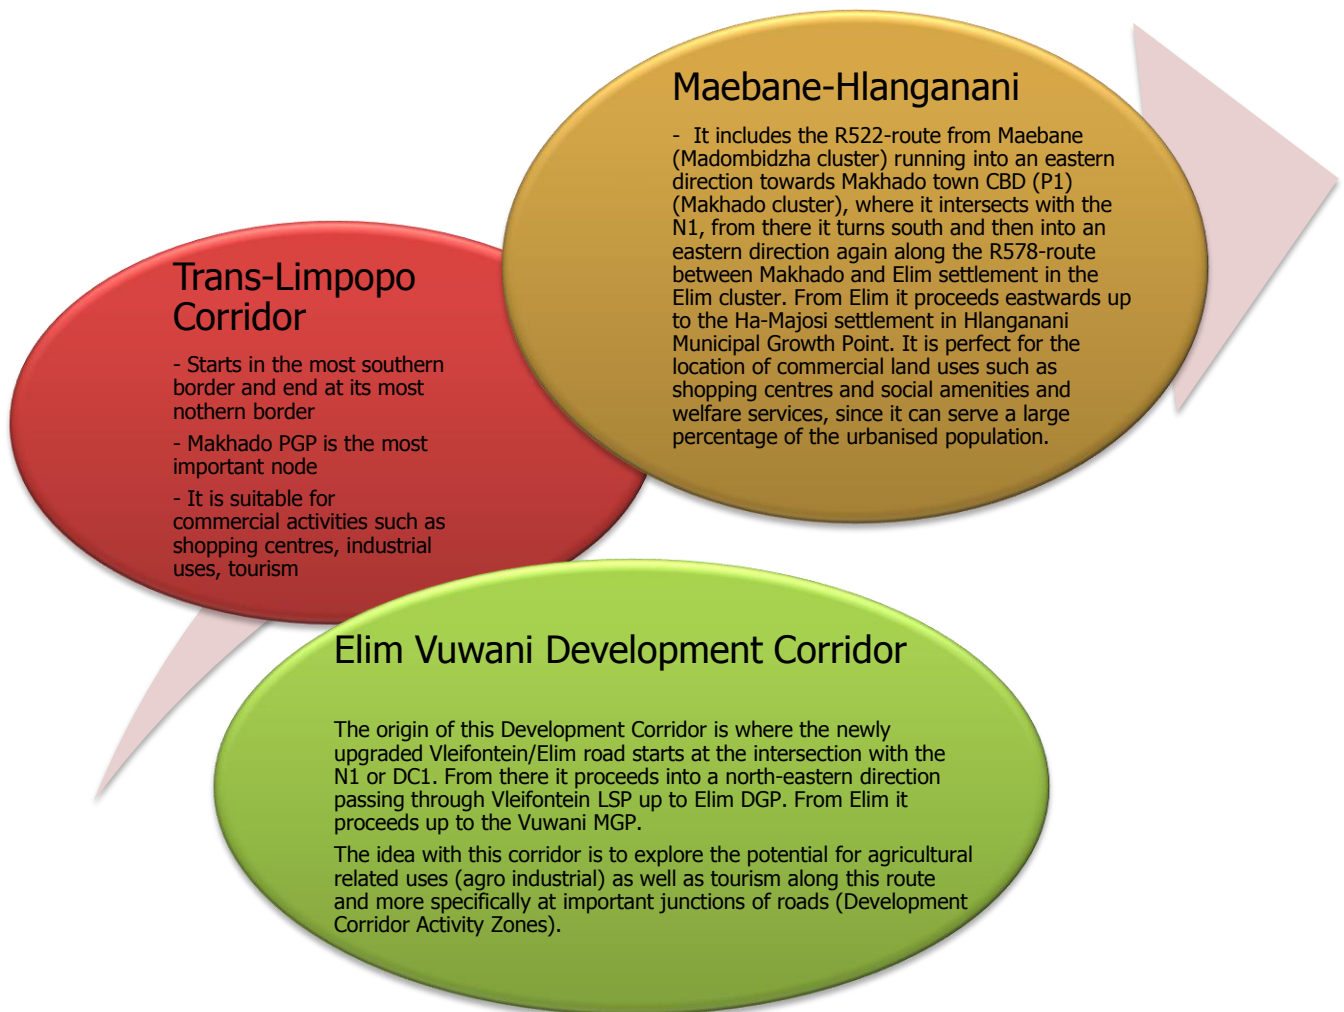 Maebane-Hlanganani
-  It includes the R522-route from Maebane
(Madombidzha cluster) running into an eastern
direction towards Makhado town CBD (P1)
(Makhado cluster), where it intersects with the
N1, from there it turns south and then into an
eastern direction again along the R578-route
between Makhado and Elim settlement in the
Elim cluster. From Elim it proceeds eastwards up
to the Ha-Majosi settlement in Hlanganani
Municipal Growth Point. It is perfect for the
location of commercial land uses such as
shopping centres and social amenities and
welfare services, since it can serve a large
percentage of the urbanised population.
Trans-Limpopo
Corridor
- Starts in the most southern
border and end at its most
nothern border
- Makhado PGP is the most
important node
- It is suitable for
commercial activities such as
shopping centres, industrial
uses, tourism
Elim Vuwani Development Corridor
The origin of this Development Corridor is where the newly
upgraded Vleifontein/Elim road starts at the intersection with the
N1 or DC1. From there it proceeds into a north-eastern direction
passing through Vleifontein LSP up to Elim DGP. From Elim it
proceeds up to the Vuwani MGP.
The idea with this corridor is to explore the potential for agricultural
related uses (agro industrial) as well as tourism along this route
and more specifically at important junctions of roads (Development
Corridor Activity Zones).